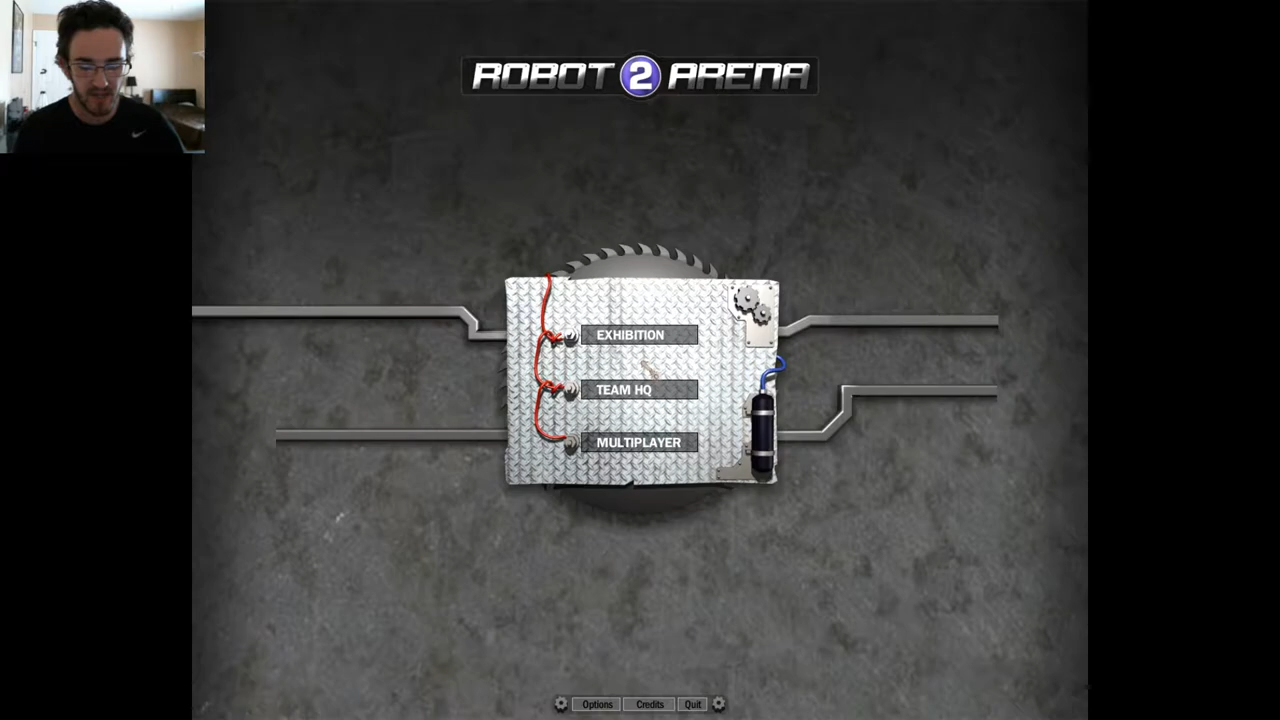 ROBOT 2 ARENA
EXHIBITION
TEAM HQ
MULTIPLAYER
Options Credits Quit